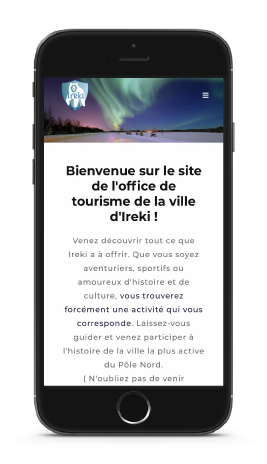 Ireki
Bienvenue sur le site
de l'office de
tourisme de la ville
d'Ireki !
Venez découvrir tout ce que
Ireki a à offrir. Que vous soyez
aventuriers, sportifs ou
amoureux d'histoire et de
culture, vous trouverez
forcément une activité qui vous
corresponde. Laissez-vous
guider et venez participer à
l'histoire de la ville la plus active
du Pôle Nord.
( N'oubliez pas de venir